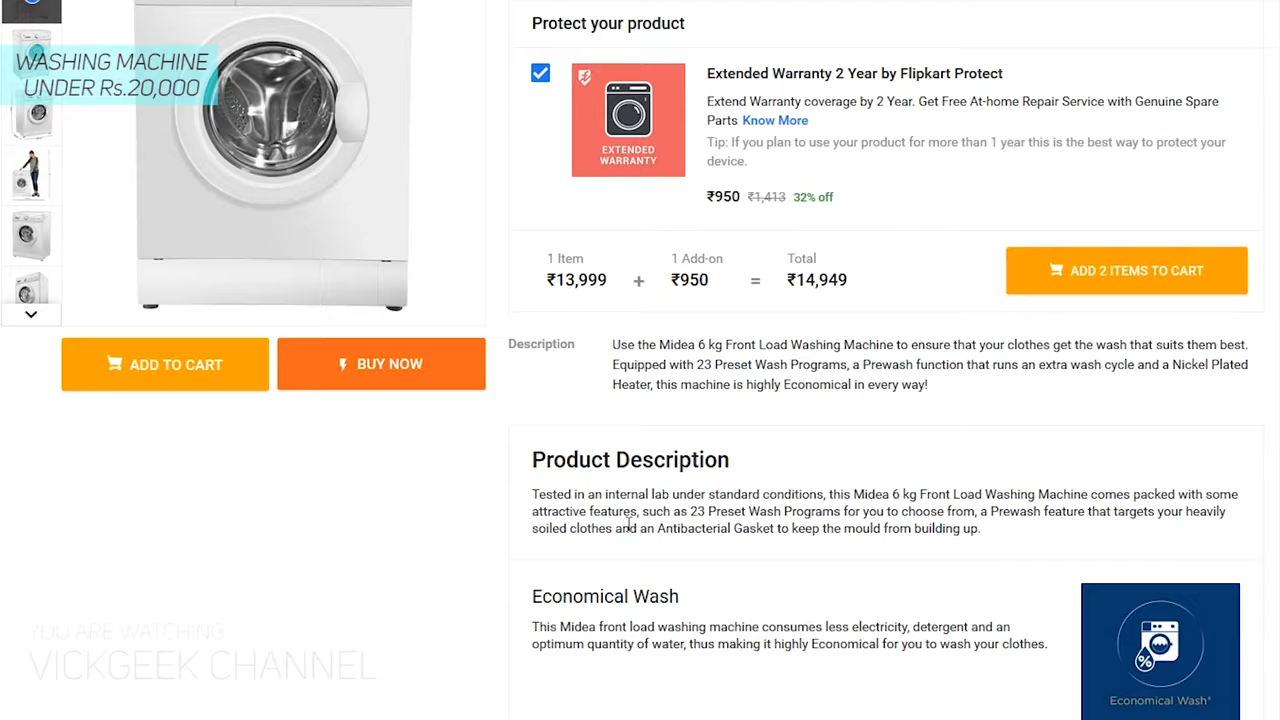 WASHING MACHINE
UNDER Rs.20,000
Protect your product
EXTENDED
WARRANTY
Extended Warranty 2 Year by Flipkart Protect
Extend Warranty coverage by 2 Year. Get Free At-home Repair Service with Genuine Spare
Parts Know More
Tip: If you plan to use your product for more than 1 year this is the best way to protect your
device.
₹950 ₹1,413 32% off
1 Item 1 Add-on Total
₹13,999 + ₹950 = ₹14,949
ADD 2 ITEMS TO CART
ADD TO CART
BUY NOW
Description
Use the Midea 6 kg Front Load Washing Machine to ensure that your clothes get the wash that suits them best.
Equipped with 23 Preset Wash Programs, a Prewash function that runs an extra wash cycle and a Nickel Plated
Heater, this machine is highly Economical in every way!
Product Description
Tested in an internal lab under standard conditions, this Midea 6 kg Front Load Washing Machine comes packed with some
attractive features, such as 23 Preset Wash Programs for you to choose from, a Prewash feature that targets your heavily
soiled clothes and an Antibacterial Gasket to keep the mould from building up.
Economical Wash
This Midea front load washing machine consumes less electricity, detergent and an
optimum quantity of water, thus making it highly Economical for you to wash your clothes.
%
Economical Wash*
YOU ARE WATCHING
VICKGEEK CHANNEL